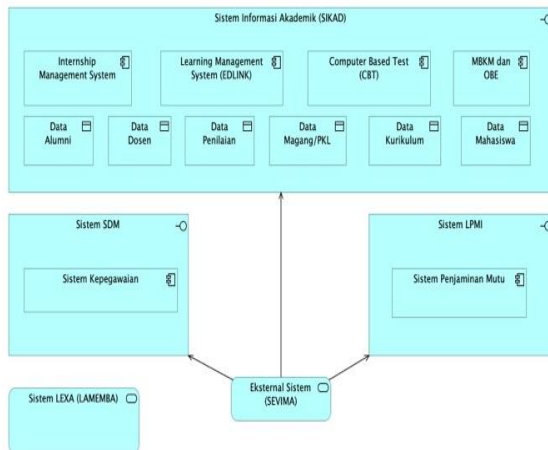 Sistem Informasi Akademik (SIKAD)
Internship
Management System
Learning Management
System (EDLINK)
Computer Based Test
(CBT)
MBKM dan
OBE
Data
Alumni
Data
Dosen
Data
Penilaian
Data
Magang/PKL
Data
Kurikulum
Data
Mahasiswa
Sistem SDM
Sistem Kepegawaian
Sistem LPMI
Sistem Penjaminan Mutu
Eksternal Sistem
(SEVIMA)
Sistem LEXA (LAMEMBA)